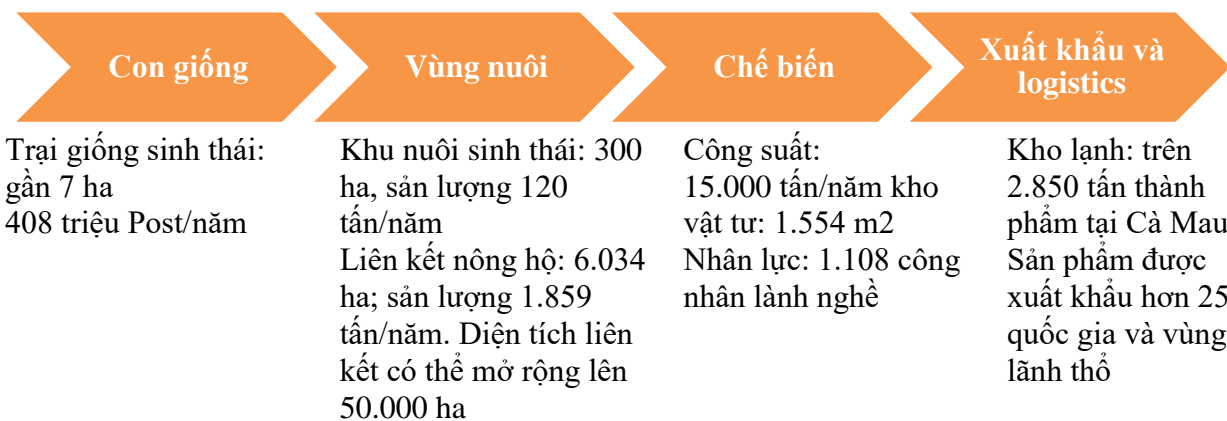 Con giống
Vùng nuôi
Chế biến
Xuất khẩu và
logistics
Trại giống sinh thái:
gần 7 ha
408 triệu Post/năm
Khu nuôi sinh thái: 300
ha, sản lượng 120
tấn/năm
Liên kết nông hộ: 6.034
ha; sản lượng 1.859
tấn/năm. Diện tích liên
kết có thể mở rộng lên
50.000 ha
Công suất:
15.000 tấn/năm kho
vật tư: 1.554 m2
Nhân lực: 1.108 công
nhân lành nghề
Kho lạnh: trên
2.850 tấn thành
phẩm tại Cà Mau
Sản phẩm được
xuất khẩu hơn 25
quốc gia và vùng
lãnh thổ